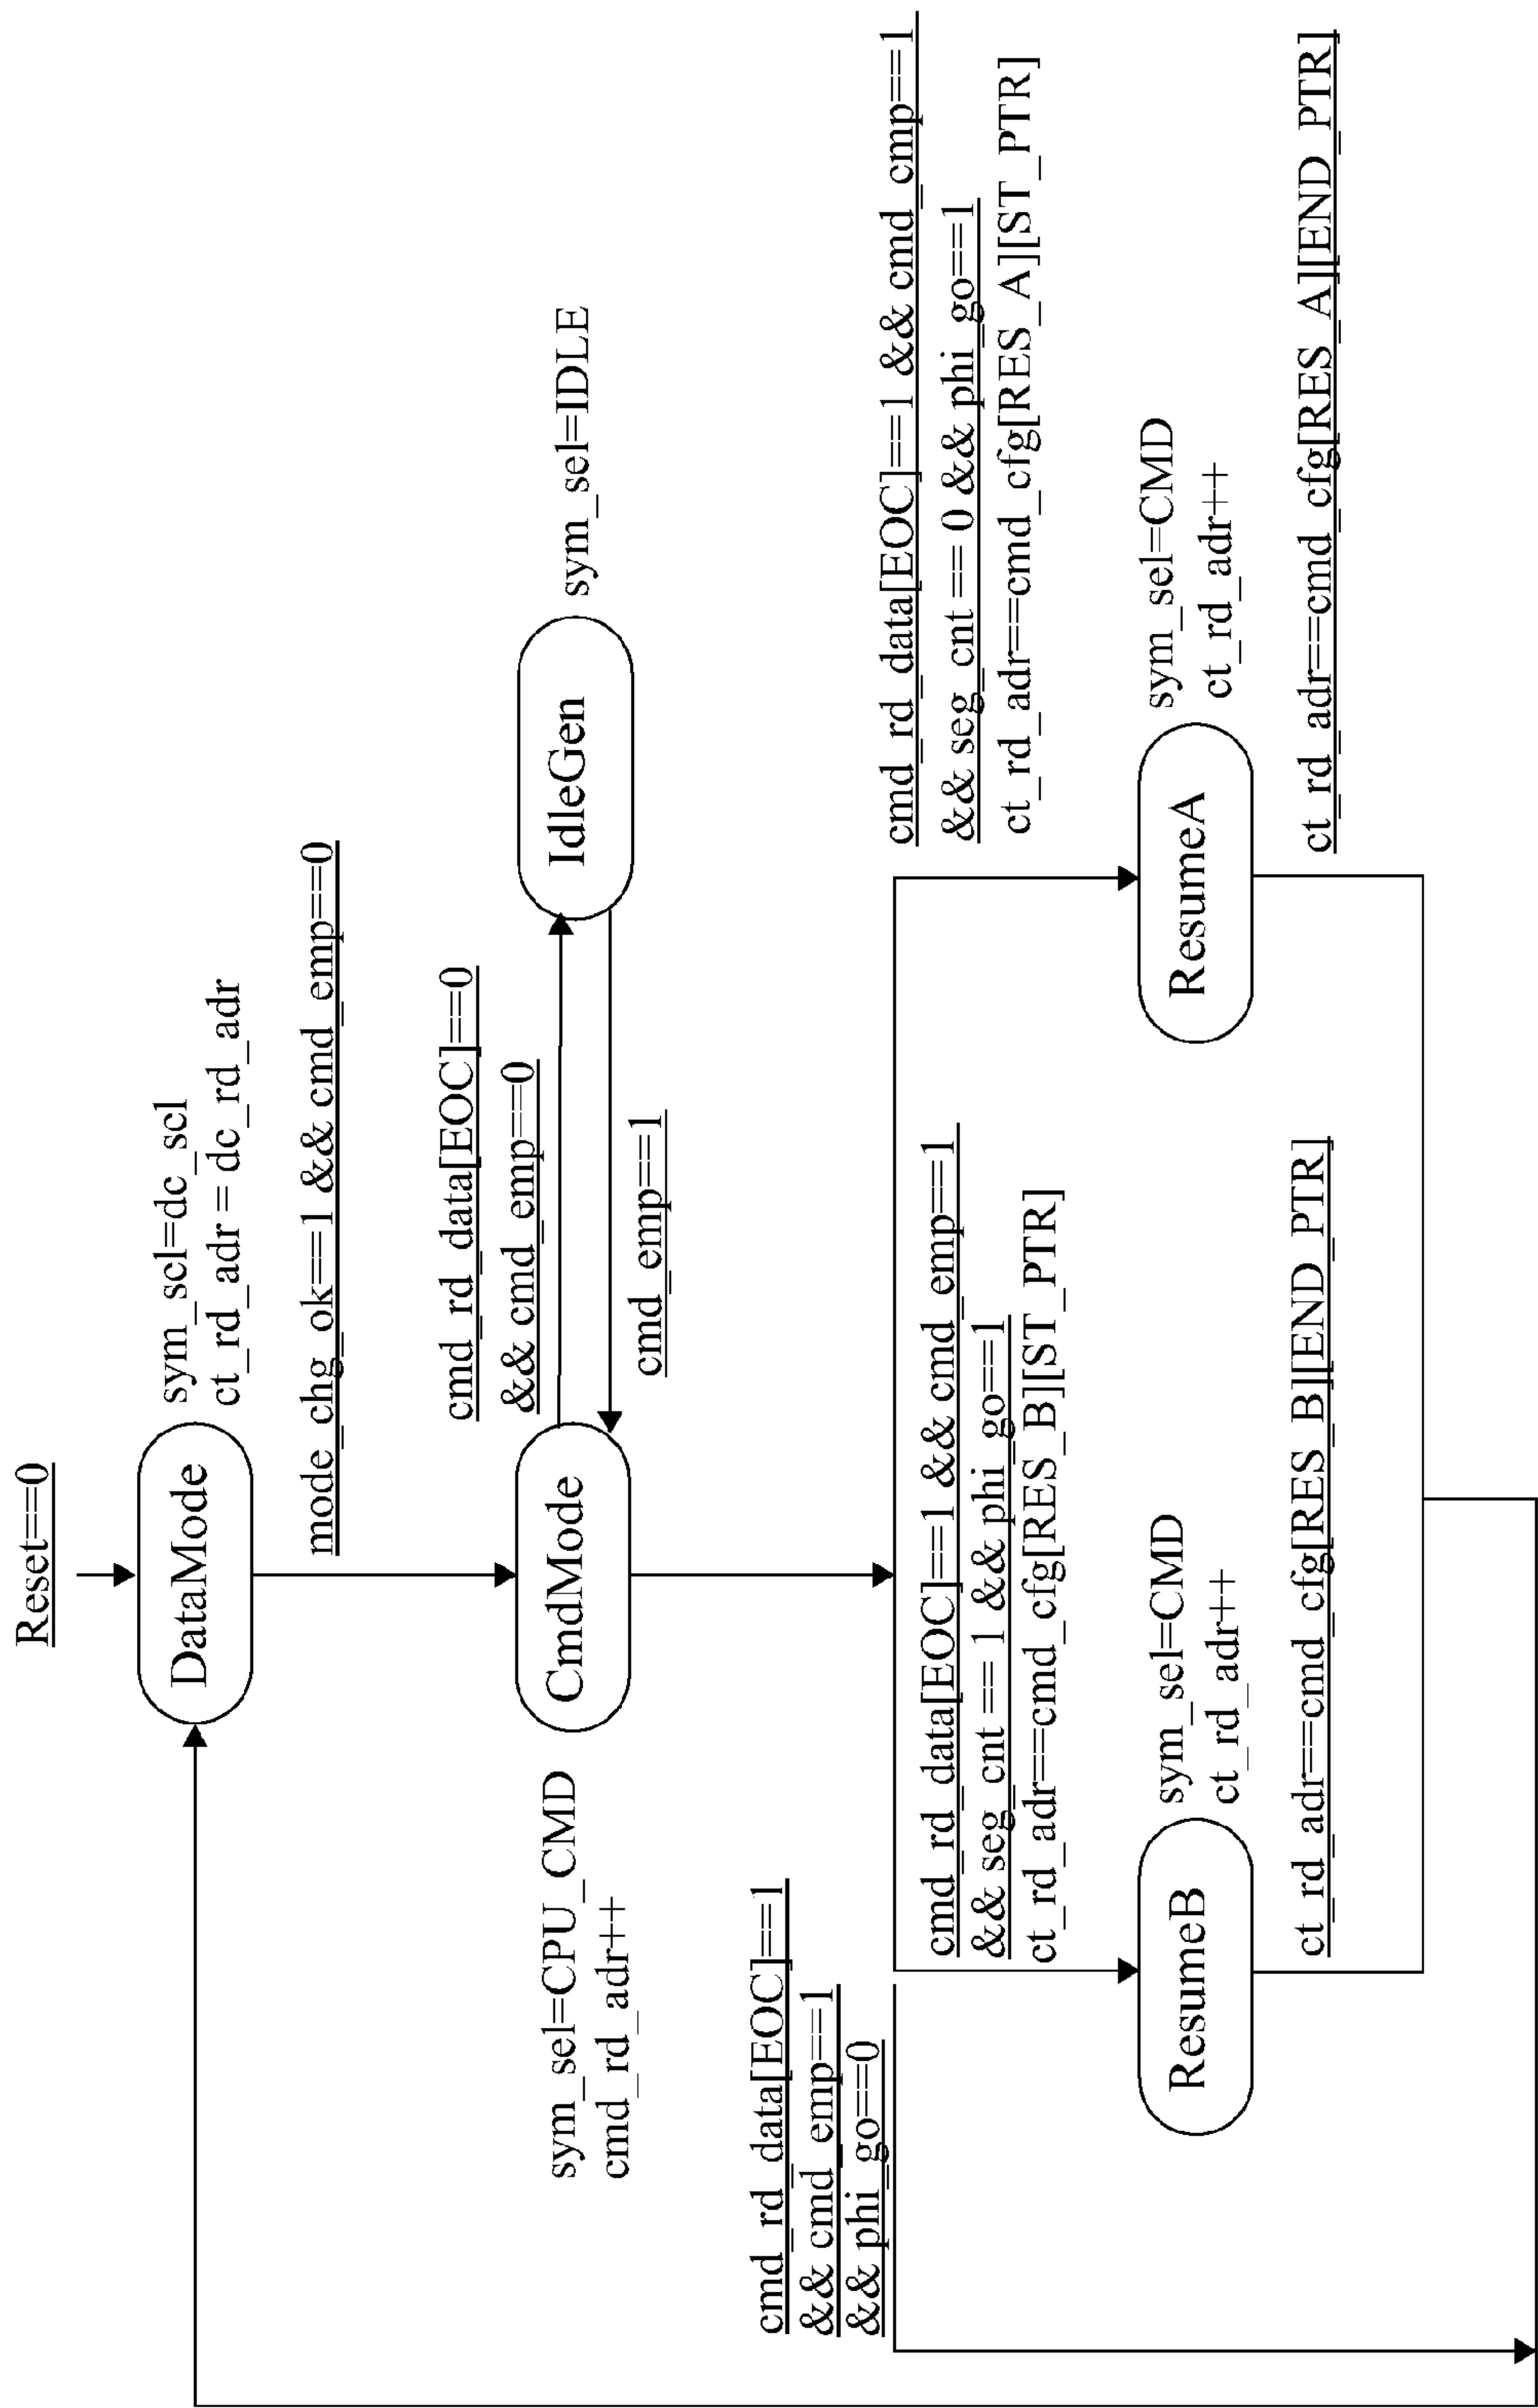 Reset==0
DataMode
sym_sel=dc_sel
ct_rd_adr = dc_rd_adr
mode_chg_ok==1 && cmd_emp==0
sym_sel=CPU_CMD
cmd_rd_adr++
CmdMode
cmd_rd_data[EOC]==0
&& cmd_emp==0
cmd_emp==1
IdleGen
sym_sel=IDLE
cmd_rd_data[EOC]==1
&& cmd_emp==1
&& phi_go==0
cmd_rd_data[EOC]==1 && cmd_emp==1
&& seg_cnt == 1 && phi_go==1
ct_rd_adr==cmd_cfg[RES_B][ST_PTR]
cmd_rd_data[EOC]==1 && cmd_cmp==1
&& seg_cnt == 0 && phi_go==1
ct_rd_adr==cmd_cfg[RES_A][ST_PTR]
ResumeB
sym_sel=CMD
ct_rd_adr++
ResumeA
sym_sel=CMD
ct_rd_adr++
ct_rd_adr==cmd_cfg[RES_B][END_PTR]
ct_rd_adr==cmd_cfg[RES_A][END_PTR]